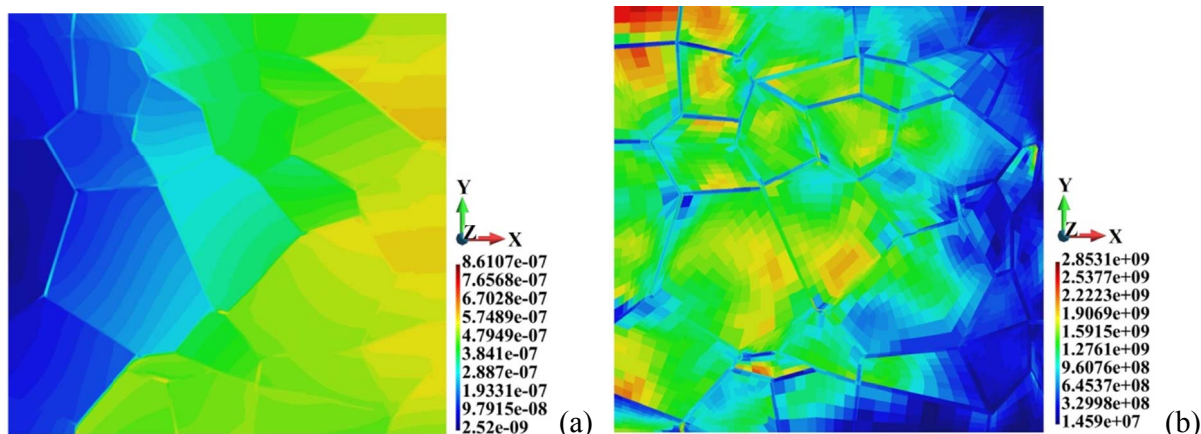 Y
Z
X
8.6107e-07
7.6568e-07
6.7028e-07
5.7489e-07
4.7949e-07
3.841e-07
2.887e-07
1.9331e-07
9.7915e-08
2.52e-09
(a)
Y
Z
X
2.8531e+09
2.5377e+09
2.2223e+09
1.9069e+09
1.5915e+09
1.2761e+09
9.6076e+08
6.4537e+08
3.2998e+08
1.459e+07
(b)